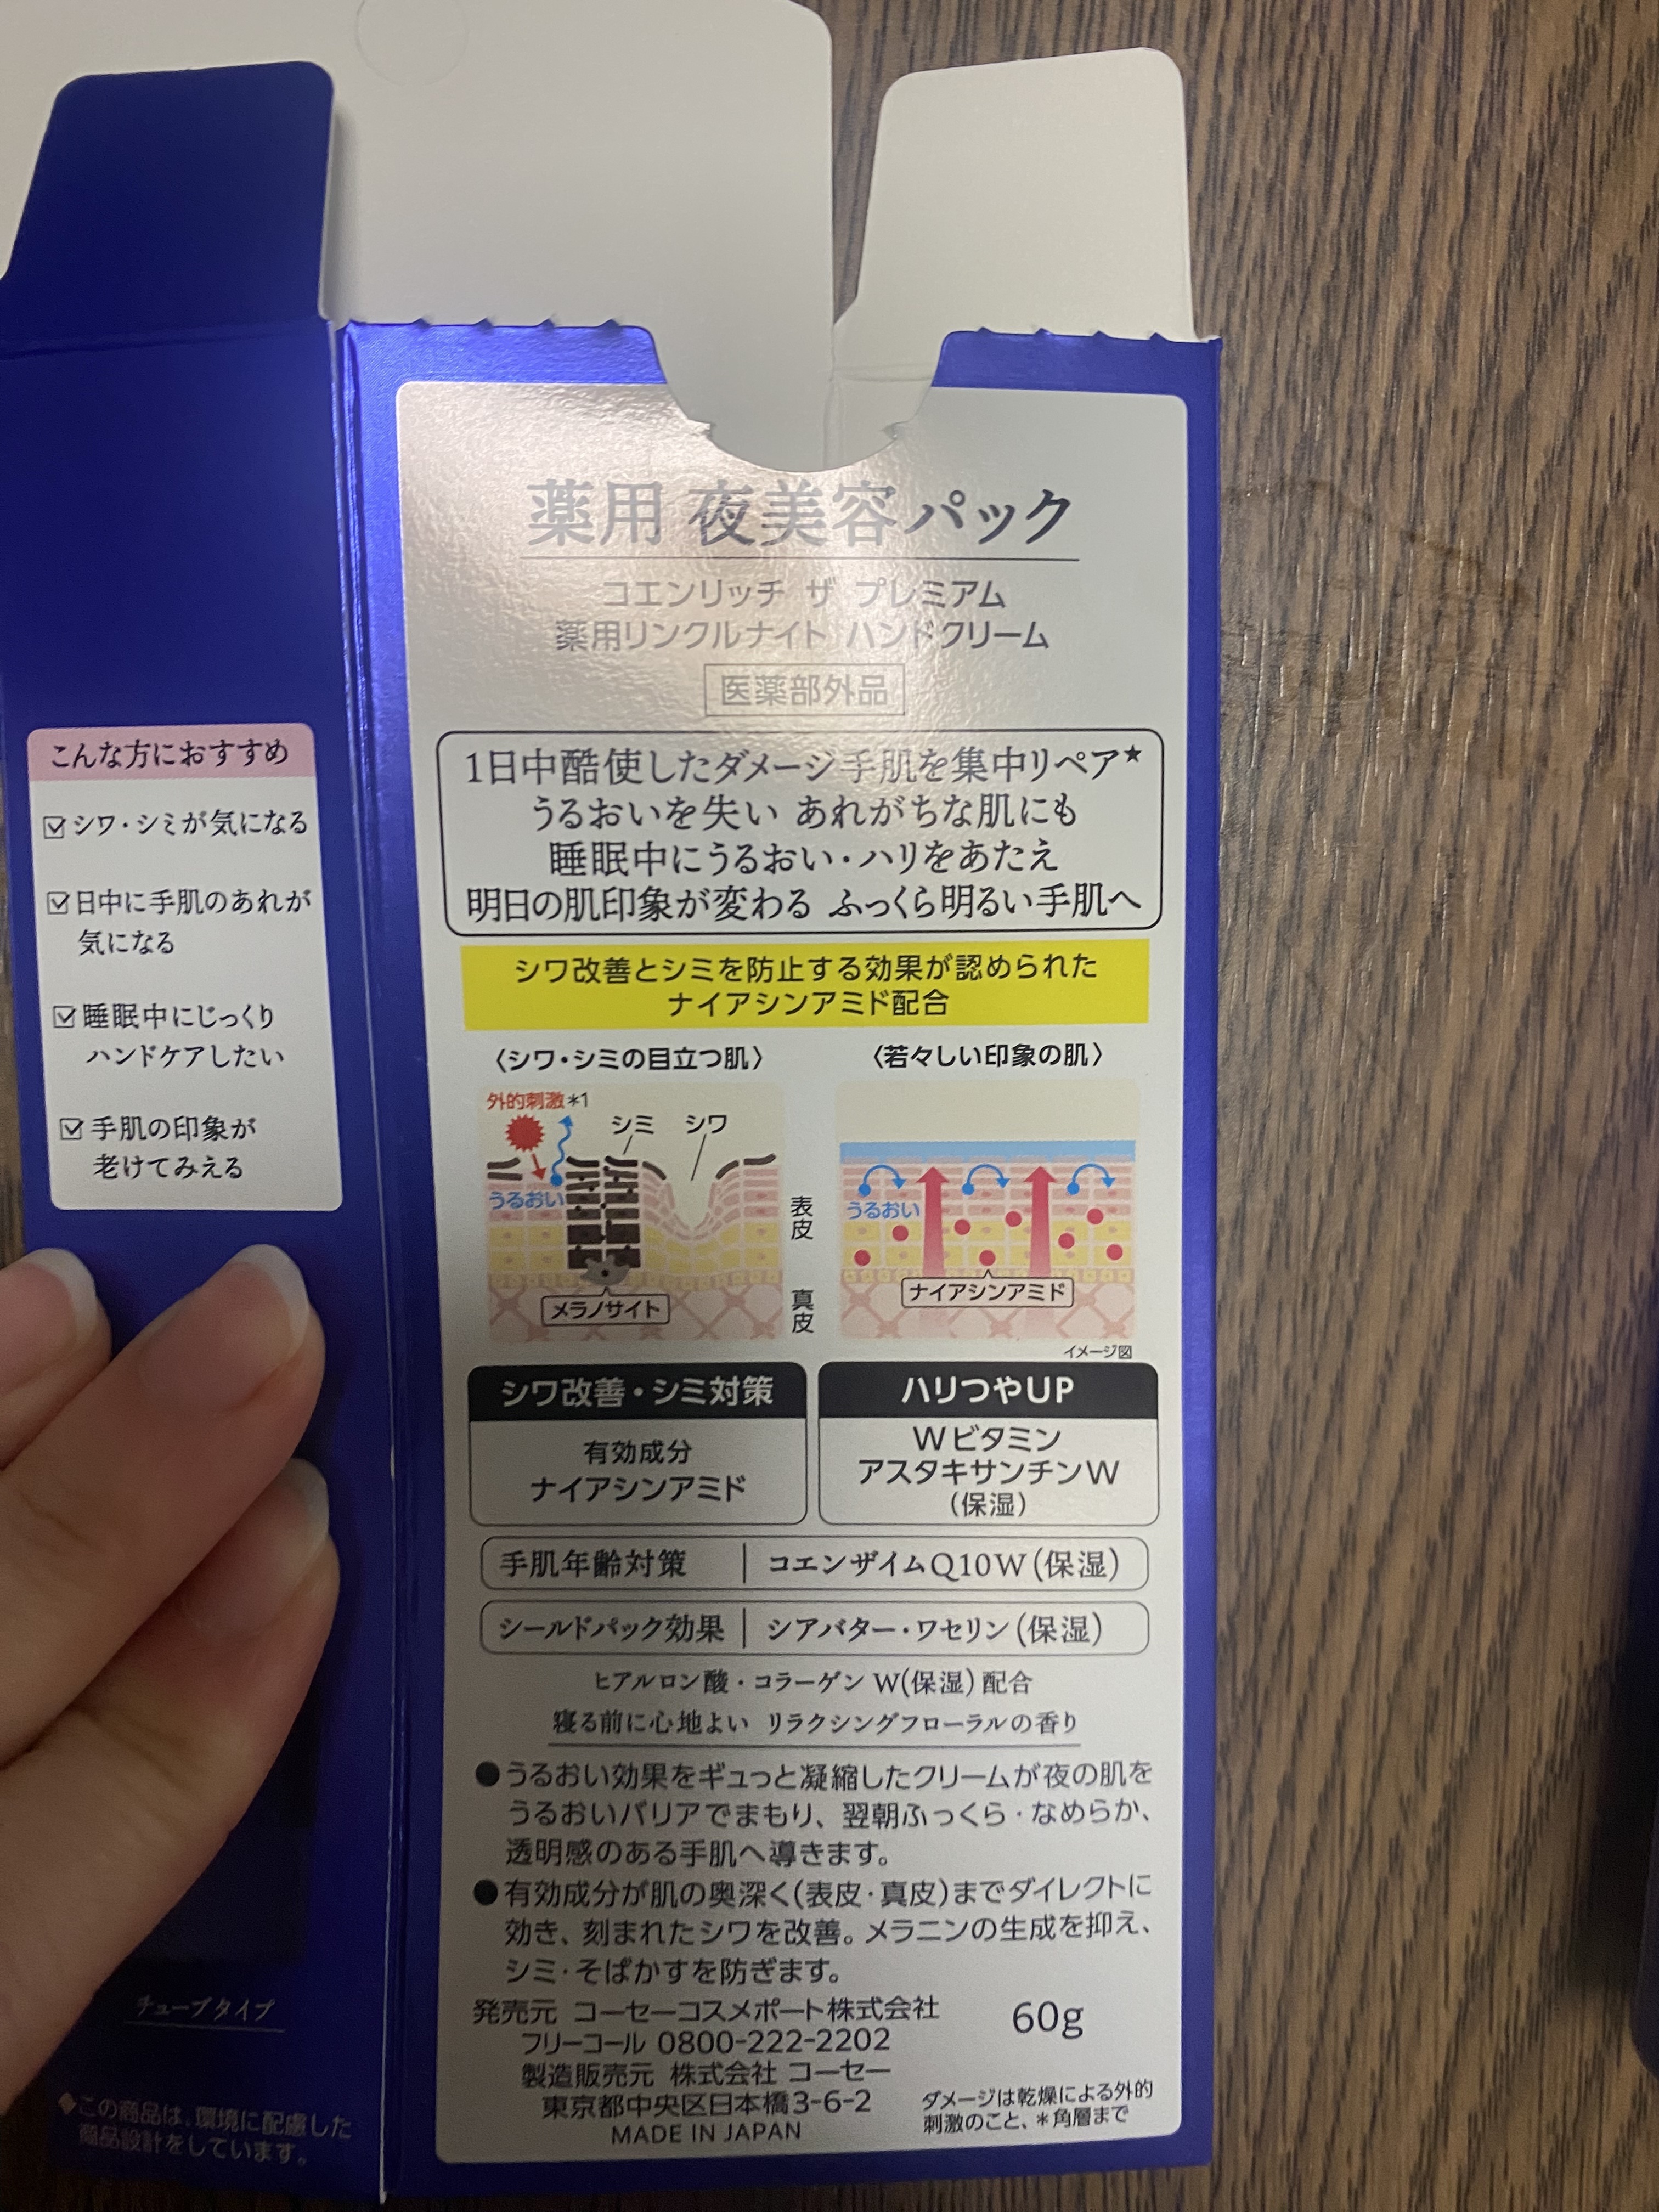 薬用 夜美容パック
コエンリッチ ザ プレミアム
薬用リンクルナイト ハンドクリーム
医薬部外品
1日中酷使したダメージ手肌を集中リペア★
うるおいを失い あれがちな肌にも
睡眠中にうるおい・ハリをあたえ
明日の肌印象が変わる ふっくら明るい手肌へ
シワ改善とシミを防止する効果が認められた
ナイアシンアミド配合
〈シワ・シミの目立つ肌〉
外的刺激*1
シミ
シワ
うるおい
メラノサイト
表皮
真皮
〈若々しい印象の肌〉
うるおい
ナイアシンアミド
イメージ図
シワ改善・シミ対策
有効成分
ナイアシンアミド
ハリつやUP
Wビタミン
アスタキサンチンW
(保湿)
手肌年齢対策 | コエンザイムQ10W(保湿)
シールドパック効果 | シアバター・ワセリン(保湿)
ヒアルロン酸・コラーゲン W(保湿)配合
寝る前に心地よい リラクシングフローラルの香り
●うるおい効果をギュっと凝縮したクリームが夜の肌を
うるおいバリアでまもり、翌朝ふっくら・なめらか、
透明感のある手肌へ導きます。
●有効成分が肌の奥深く(表皮・真皮)までダイレクトに
効き、刻まれたシワを改善。メラニンの生成を抑え、
シミ・そばかすを防ぎます。
発売元 コーセーコスメポート株式会社
フリーコール 0800-222-2202
製造販売元 株式会社 コーセー
東京都中央区日本橋3-6-2
MADE IN JAPAN
60g
ダメージは乾燥による外的
刺激のこと、*角層まで
こんな方におすすめ
☑シワ・シミが気になる
☑日中に手肌のあれが
気になる
☑睡眠中にじっくり
ハンドケアしたい
☑手肌の印象が
老けてみえる
チューブタイプ
◆この商品は、環境に配慮した
商品設計をしています。